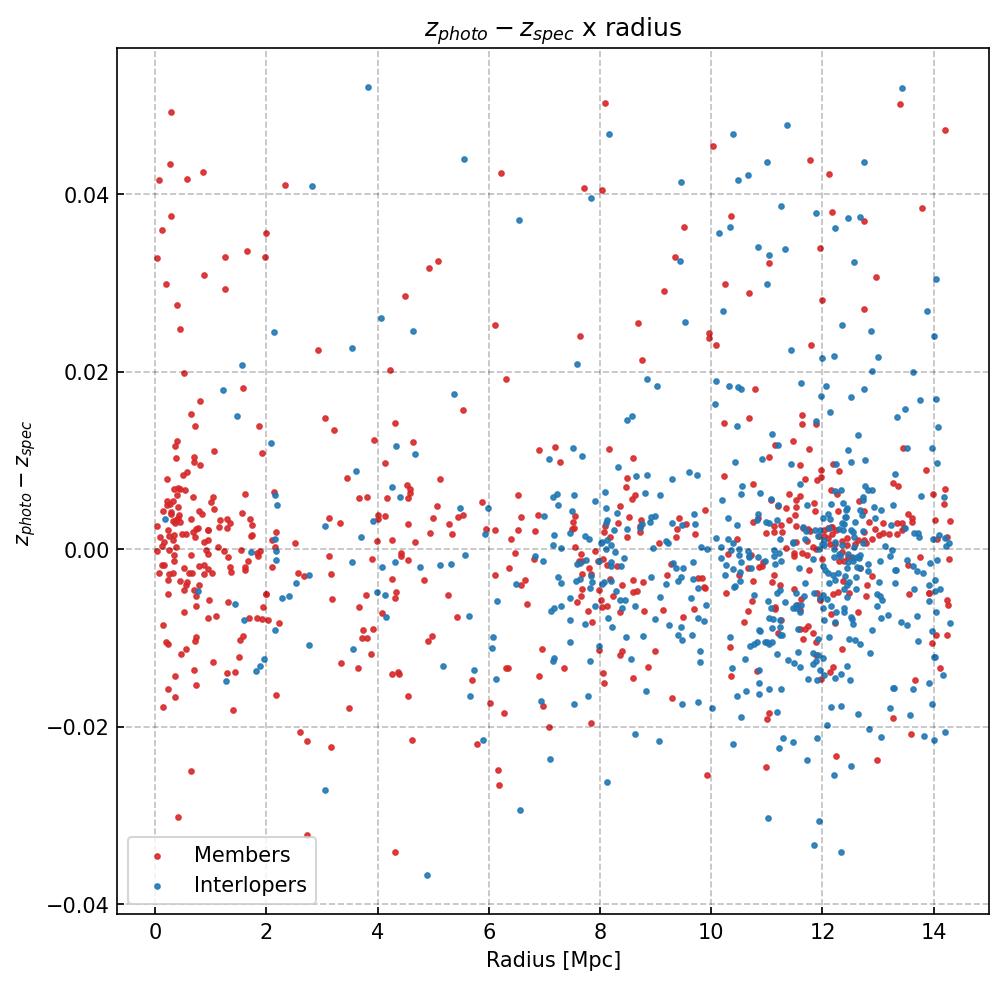 z_photo − z_spec x radius
z_photo − z_spec
0.04
0.02
0.00
−0.02
−0.04
Members
Interlopers
0 2 4 6 8 10 12 14
Radius [Mpc]